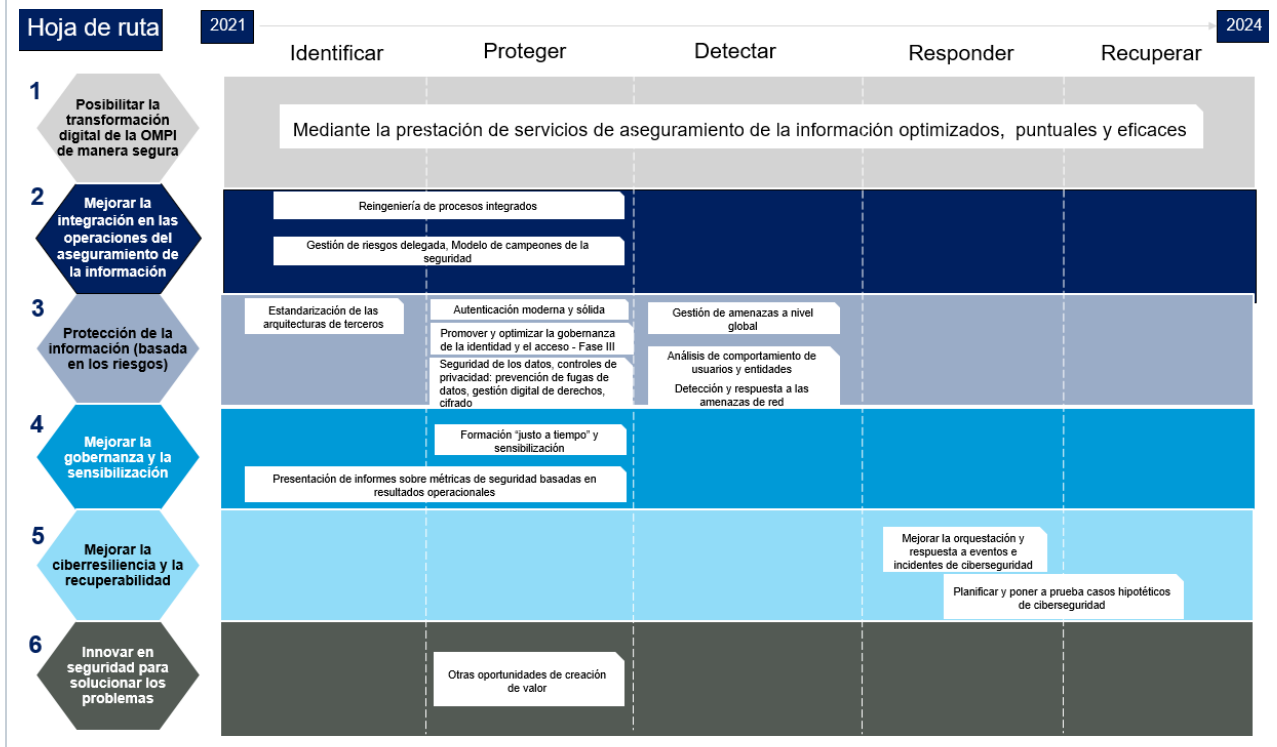 Hoja de ruta
2021
2024
Identificar
Proteger
Detectar
Responder
Recuperar
1
Posibilitar la
transformación
digital de la OMPI
de manera segura
Mediante la prestación de servicios de aseguramiento de la información optimizados, puntuales y eficaces
2
Mejorar la
integración en las
operaciones del
aseguramiento de
la información
Reingeniería de procesos integrados
Gestión de riesgos delegada, Modelo de campeones de la
seguridad
3
Protección de la
información (basada
en los riesgos)
Estandarización de las
arquitecturas de terceros
Autenticación moderna y sólida
Promover y optimizar la gobernanza
de la identidad y el acceso - Fase III
Seguridad de los datos, controles de
privacidad: prevención de fugas de
datos, gestión digital de derechos,
cifrado
Gestión de amenazas a nivel
global
Análisis de comportamiento de
usuarios y entidades
Detección y respuesta a las
amenazas de red
4
Mejorar la
gobernanza y la
sensibilización
Formación “justo a tiempo” y
sensibilización
Presentación de informes sobre métricas de seguridad basadas en
resultados operacionales
5
Mejorar la
ciberresiliencia y la
recuperabilidad
Mejorar la orquestación y
respuesta a eventos e
incidentes de ciberseguridad
Planificar y poner a prueba casos hipotéticos
de ciberseguridad
6
Innovar en
seguridad para
solucionar los
problemas
Otras oportunidades de creación
de valor